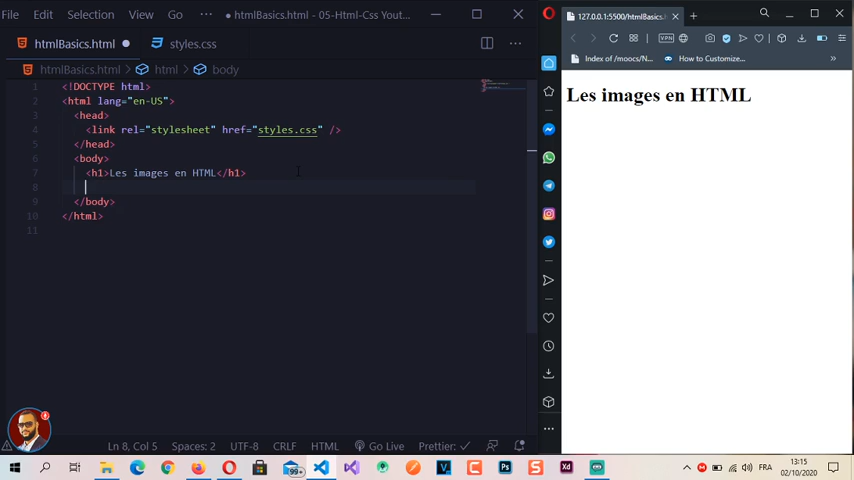 File Edit Selection View Go ··· ● htmlBasics.html - 05-Html-Css Yout...
htmlBasics.html ● styles.css ···
htmlBasics.html > html > body
1 <!DOCTYPE html>
2 <html lang="en-US">
3 <head>
4 <link rel="stylesheet" href="styles.css" />
5 </head>
6 <body>
7 <h1>Les images en HTML</h1>
8
9 </body>
10 </html>
11
Ln 8, Col 5 Spaces: 2 UTF-8 CRLF HTML Go Live Prettier: ✓
127.0.0.1:5500/htmlBasics.h
VPN
Index of /moocs/N... How to Customize... »
Les images en HTML
99+ V Ps S Xd FRA 13:15
02/10/2020